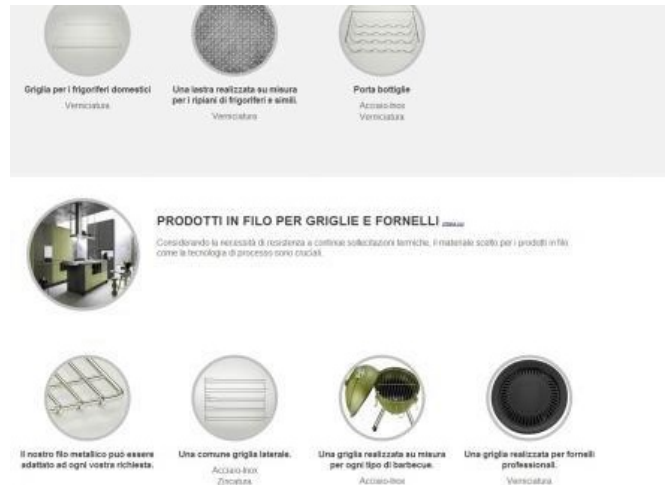 Griglia per i frigoriferi domestici
Verniciatura
Una lastra realizzata su misura
per i ripiani di frigoriferi e simili.
Verniciatura
Porta bottiglie
Acciaio-Inox
Verniciatura
PRODOTTI IN FILO PER GRIGLIE E FORNELLI
Considerando la necessità di resistenza a continue sollecitazioni termiche, il materiale scelto per i prodotti in filo
come la tecnologia di processo sono cruciali.
Il nostro filo metallico può essere
adattato ad ogni vostra richiesta.
Una comune griglia laterale.
Acciaio-Inox
Zincatura
Una griglia realizzata su misura
per ogni tipo di barbecue.
Acciaio-Inox
Una griglia realizzata per fornelli
professionali.
Verniciatura